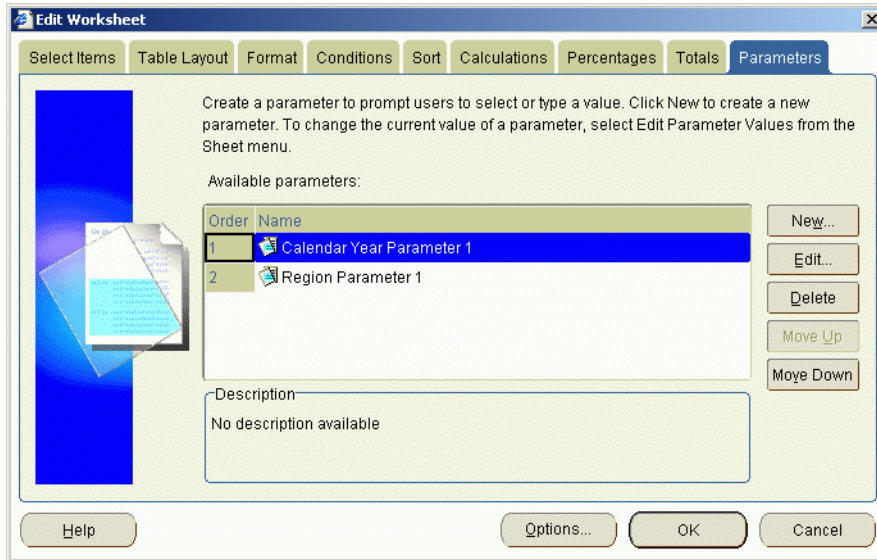 Edit Worksheet
Select Items Table Layout Format Conditions Sort Calculations Percentages Totals Parameters
Create a parameter to prompt users to select or type a value. Click New to create a new
parameter. To change the current value of a parameter, select Edit Parameter Values from the
Sheet menu.
Available parameters:
Order Name
1 Calendar Year Parameter 1
2 Region Parameter 1
New...
Edit...
Delete
Move Up
Move Down
Description
No description available
Help Options... OK Cancel